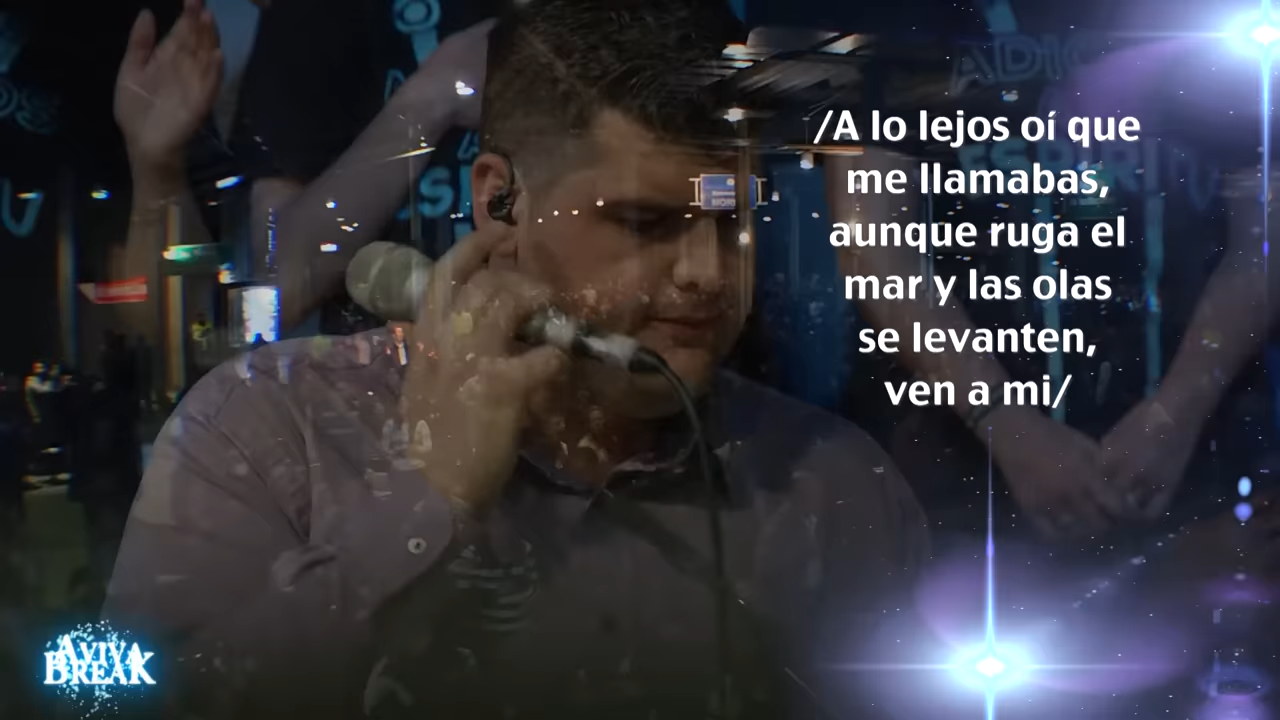 /A lo lejos oí que
me llamabas,
aunque ruga el
mar y las olas
se levanten,
ven a mi/
AVIVA
BREAK